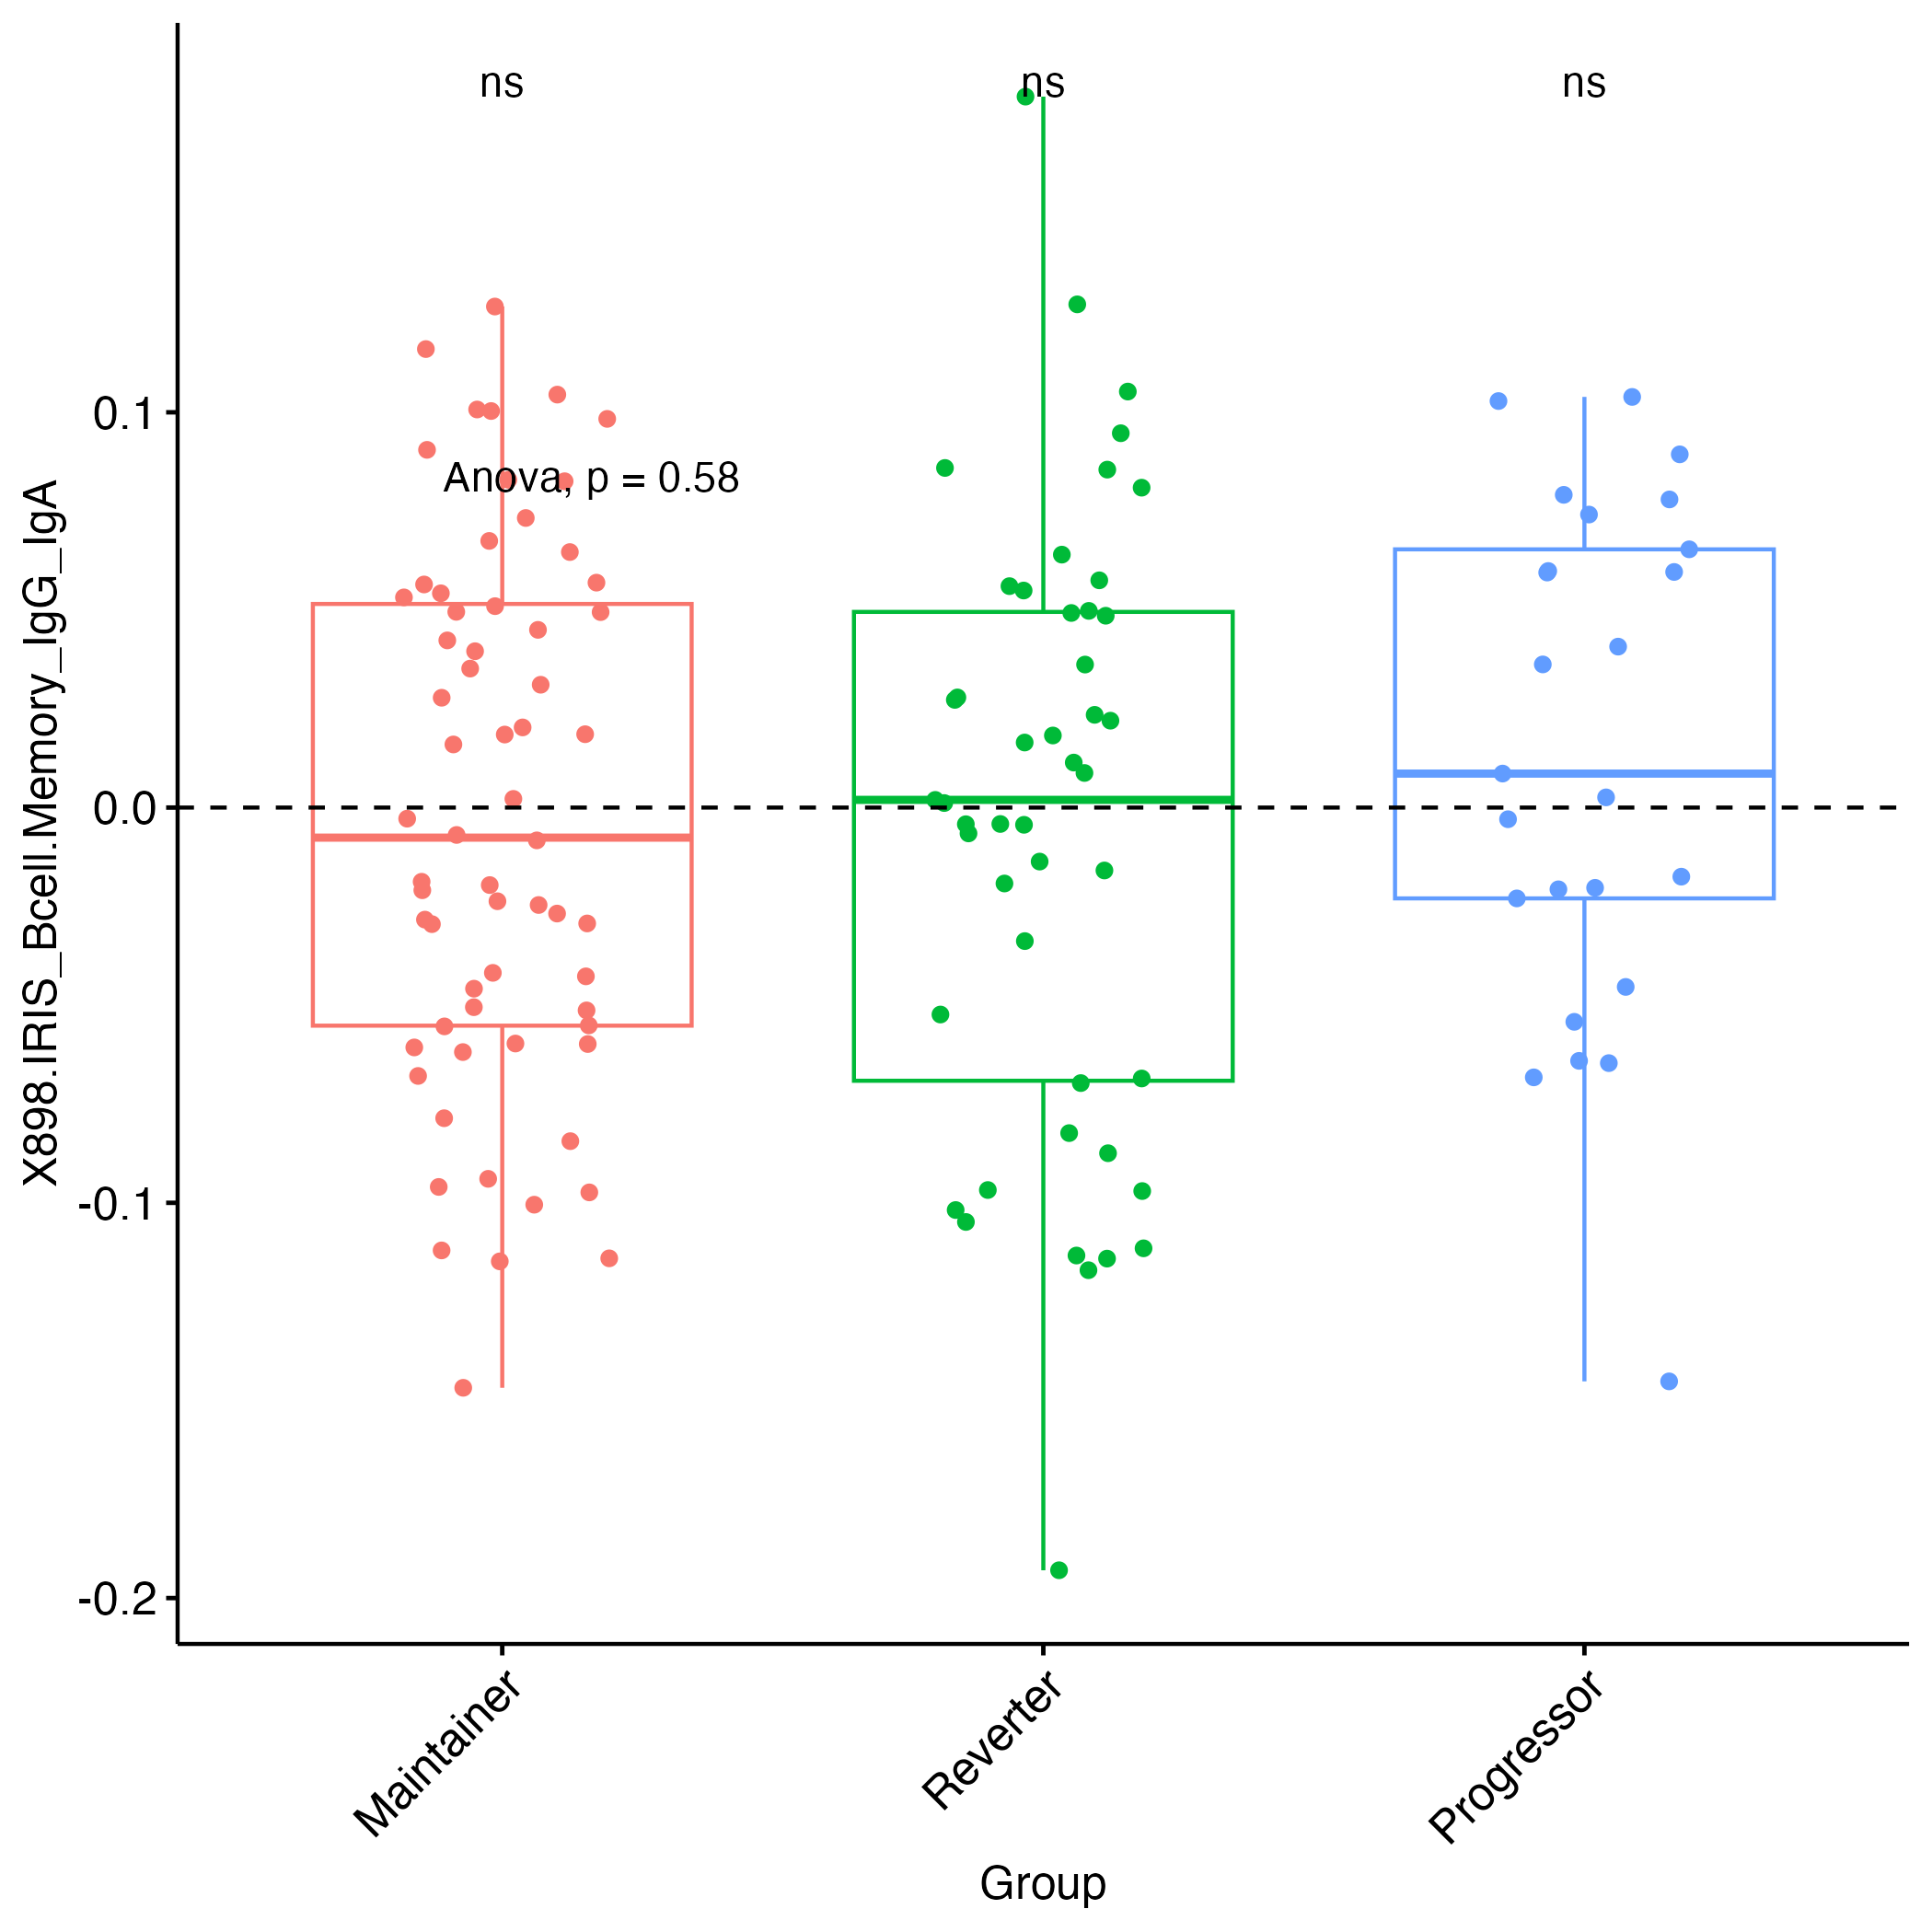 ns
ns
ns
Anova, p = 0.58
X898.IRIS_Bcell.Memory_IgG_IgA
0.1
0.0
-0.1
-0.2
Maintainer
Reverter
Progressor
Group